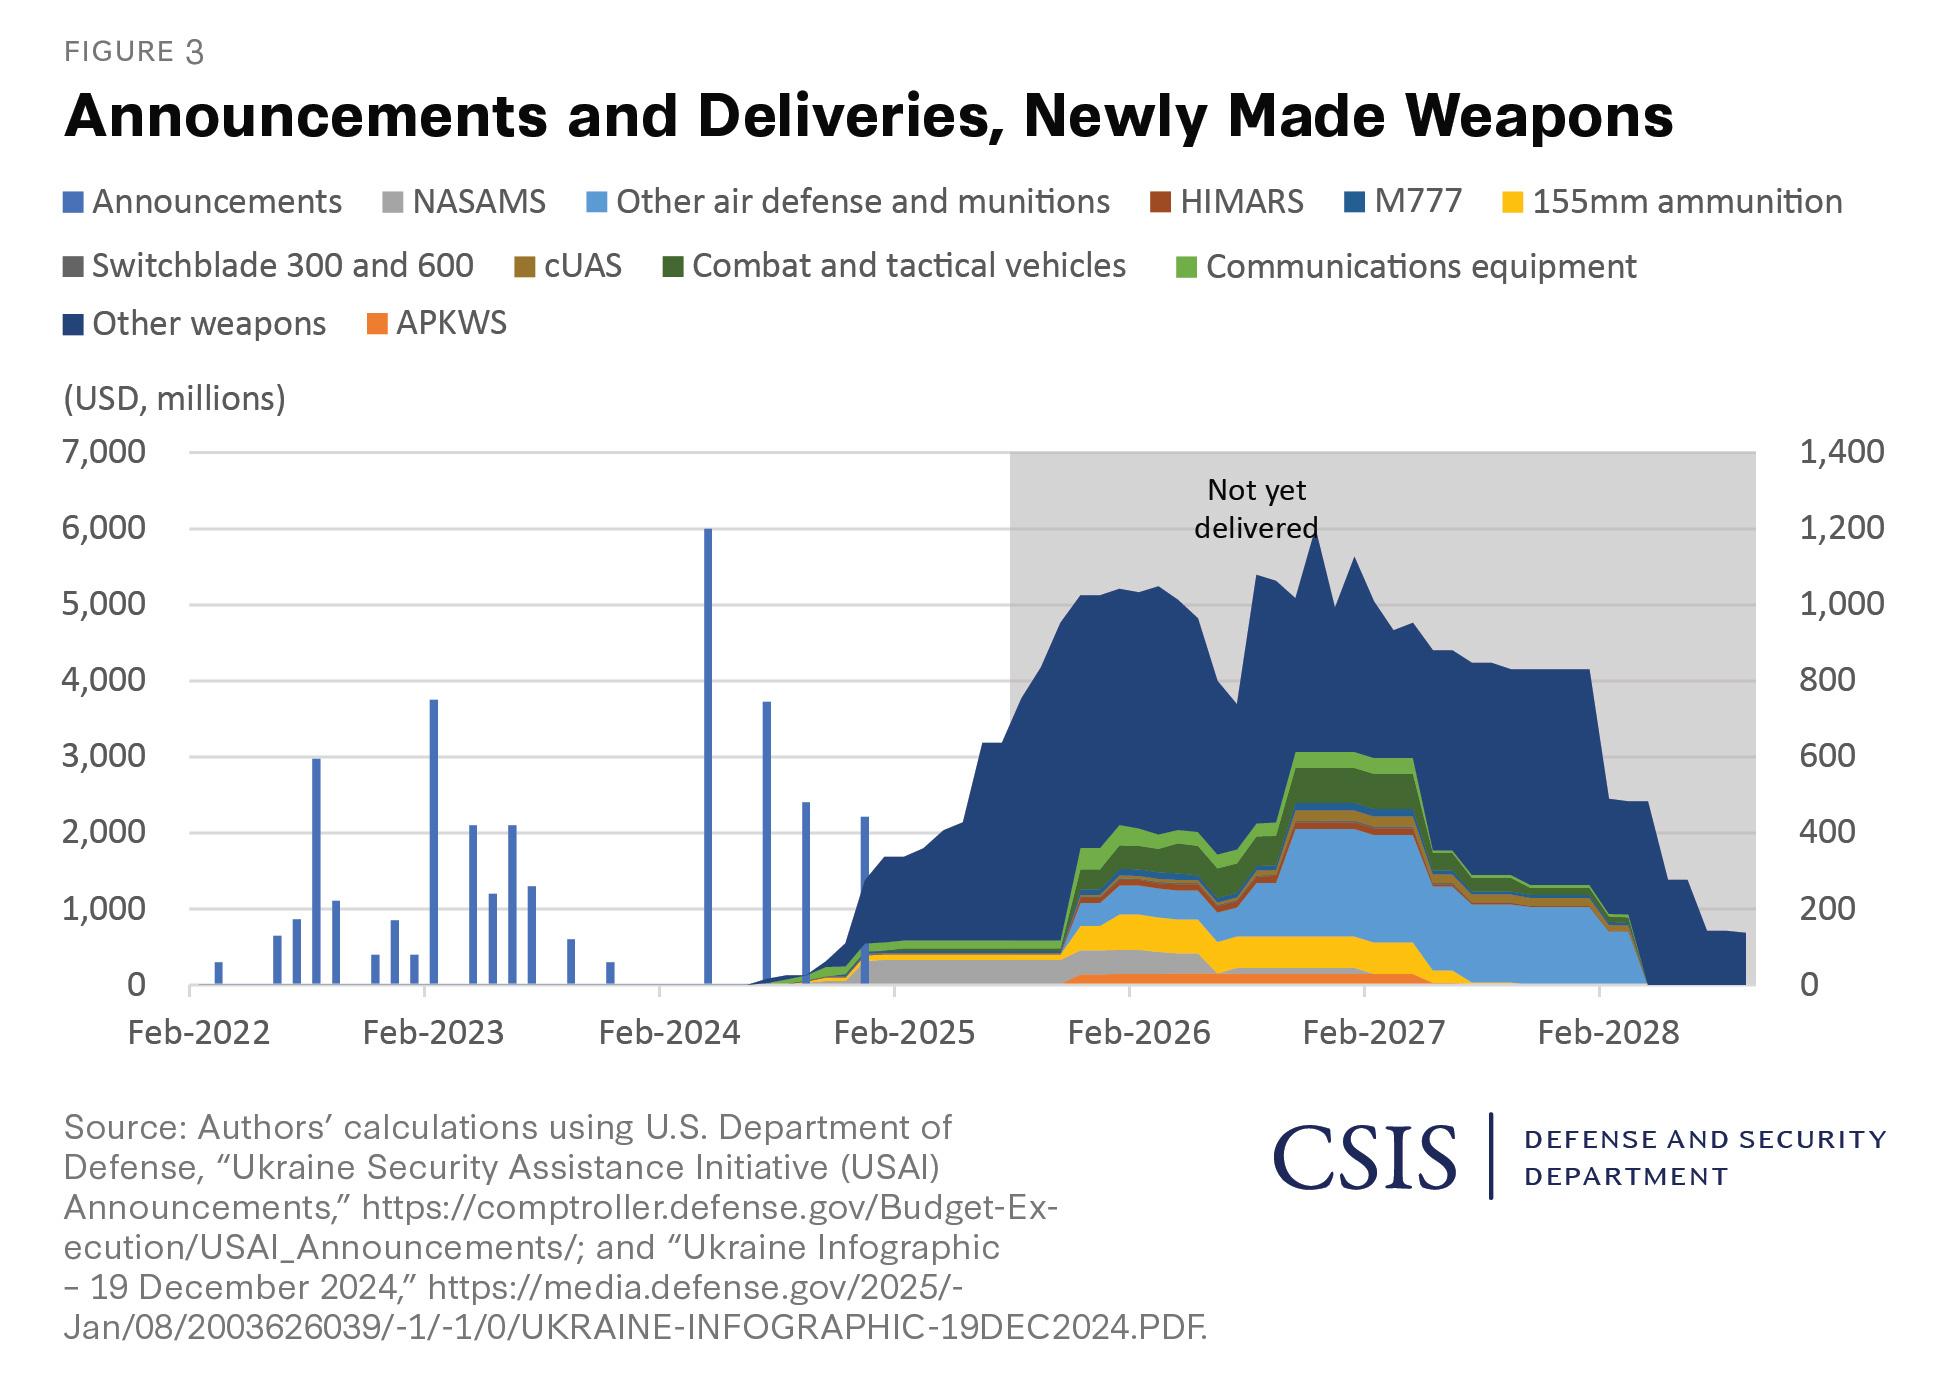 FIGURE 3
Announcements and Deliveries, Newly Made Weapons
Announcements NASAMS Other air defense and munitions HIMARS M777 155mm ammunition
Switchblade 300 and 600 cUAS Combat and tactical vehicles Communications equipment
Other weapons APKWS
(USD, millions)
7,000 1,400
Not yet
6,000 delivered 1,200
5,000 1,000
4,000 800
3,000 600
2,000 400
1,000 200
0 0
Feb-2022 Feb-2023 Feb-2024 Feb-2025 Feb-2026 Feb-2027 Feb-2028
Source: Authors’ calculations using U.S. Department of
Defense, “Ukraine Security Assistance Initiative (USAI)
Announcements,” https://comptroller.defense.gov/Budget-Ex-
ecution/USAI_Announcements/; and “Ukraine Infographic
– 19 December 2024,” https://media.defense.gov/2025/-
Jan/08/2003626039/-1/-1/0/UKRAINE-INFOGRAPHIC-19DEC2024.PDF.
CSIS
DEFENSE AND SECURITY
DEPARTMENT